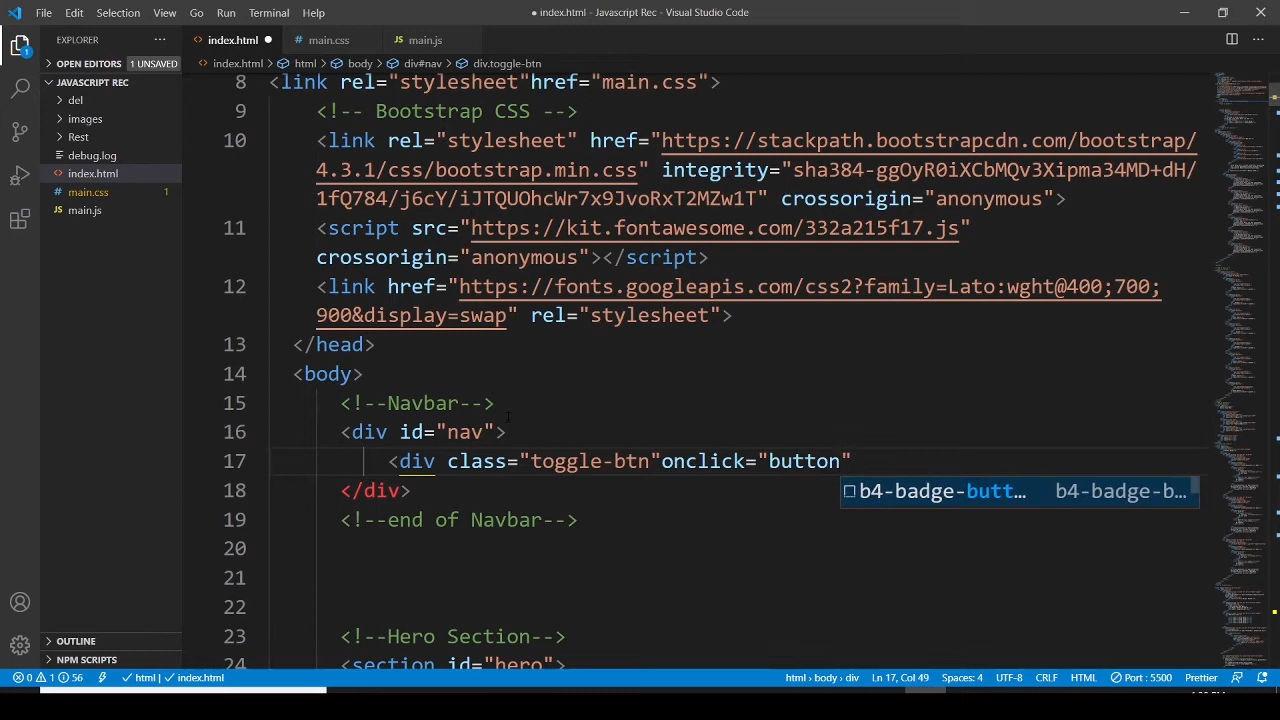 File Edit Selection View Go Run Terminal Help
● index.html - Javascript Rec - Visual Studio Code
EXPLORER
index.html ● main.css main.js
OPEN EDITORS 1 UNSAVED
index.html > html > body > div#nav > div.toggle-btn
JAVASCRIPT REC
del
images
Rest
debug.log
index.html
main.css 1
main.js
OUTLINE
NPM SCRIPTS
1
8 <link rel="stylesheet"href="main.css">
9 <!-- Bootstrap CSS -->
10 <link rel="stylesheet" href="https://stackpath.bootstrapcdn.com/bootstrap/
4.3.1/css/bootstrap.min.css" integrity="sha384-ggOyR0iXCbMQv3Xipma34MD+dH/
1fQ784/j6cY/iJTQUOhcWr7x9JvoRxT2MZw1T" crossorigin="anonymous">
11 <script src="https://kit.fontawesome.com/332a215f17.js"
crossorigin="anonymous"></script>
12 <link href="https://fonts.googleapis.com/css2?family=Lato:wght@400;700;
900&display=swap" rel="stylesheet">
13 </head>
14 <body>
15 <!--Navbar-->
16 <div id="nav">
17 <div class="toggle-btn"onclick="button"
b4-badge-butt... b4-badge-b...
18 </div>
19 <!--end of Navbar-->
20
21
22
23 <!--Hero Section-->
24 <section id="hero">
0 1 56 html | index.html html > body > div Ln 17, Col 49 Spaces: 4 UTF-8 CRLF HTML Port : 5500 Prettier